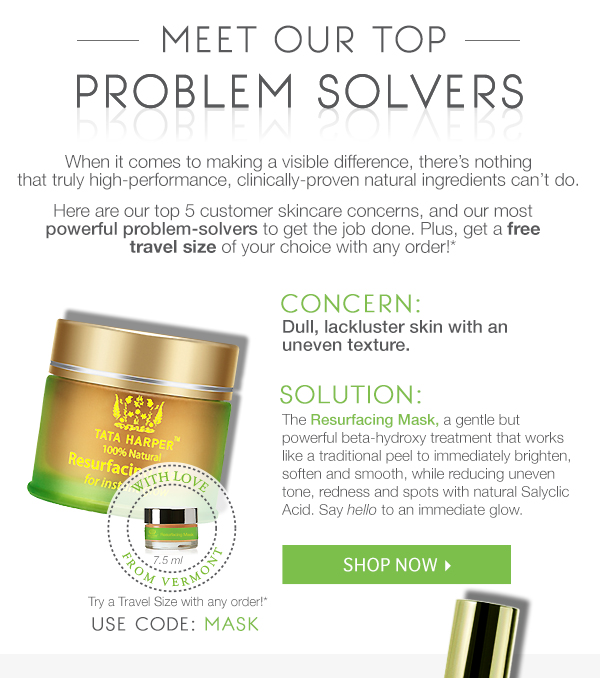 MEET OUR TOP
PROBLEM SOLVERS
When it comes to making a visible difference, there's nothing
that truly high-performance, clinically-proven natural ingredients can't do.
Here are our top 5 customer skincare concerns, and our most
powerful problem-solvers to get the job done. Plus, get a free
travel size of your choice with any order!*
CONCERN:
Dull, lackluster skin with an
uneven texture.
SOLUTION:
The Resurfacing Mask, a gentle but
powerful beta-hydroxy treatment that works
like a traditional peel to immediately brighten,
soften and smooth, while reducing uneven
tone, redness and spots with natural Salyclic
Acid. Say hello to an immediate glow.
SHOP NOW
TATA HARPER™
100% Natural
Resurfacing
for
WITH LOVE
Resurfacing Mask
7.5 ml
FROM VERMONT
Try a Travel Size with any order!*
USE CODE: MASK